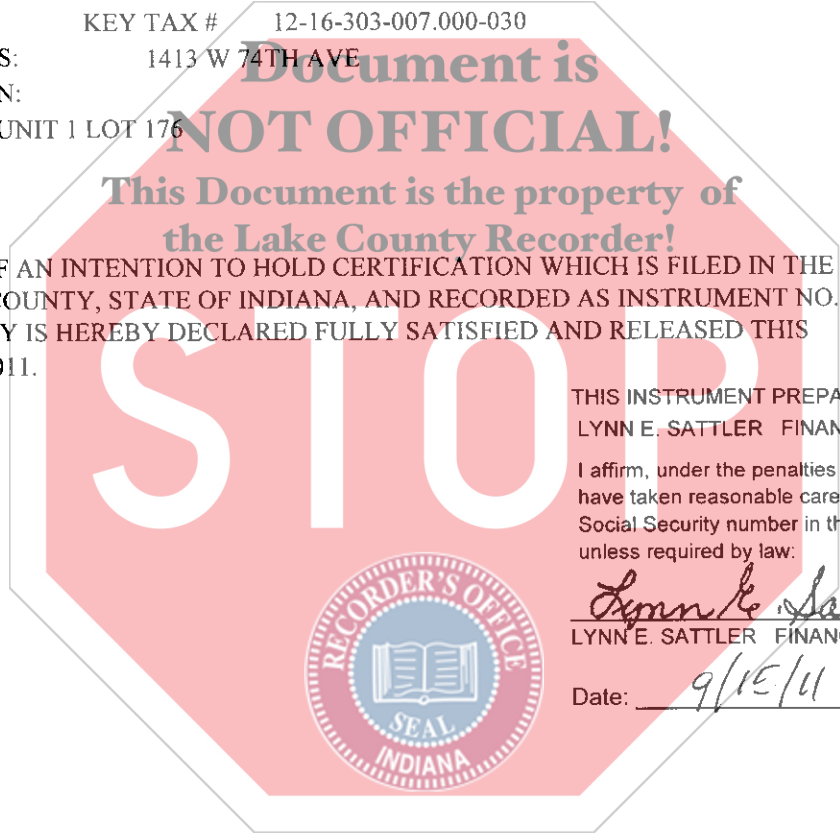 KEY TAX # 12-16-303-007.000-030
S: 1413 W 74TH AVE
N:
UNIT 1 LOT 176
Document is
NOT OFFICIAL!
This Document is the property of
the Lake County Recorder!
F AN INTENTION TO HOLD CERTIFICATION WHICH IS FILED IN THE
COUNTY, STATE OF INDIANA, AND RECORDED AS INSTRUMENT NO.
Y IS HEREBY DECLARED FULLY SATISFIED AND RELEASED THIS
011.
STOP
THIS INSTRUMENT PREPA
LYNN E. SATTLER FINAN
I affirm, under the penalties
have taken reasonable care
Social Security number in th
unless required by law:
Lynn E. Sa
LYNN E. SATTLER FINAN
Date: 9/15/11
RECORDER'S OFFICE
SEAL
INDIANA